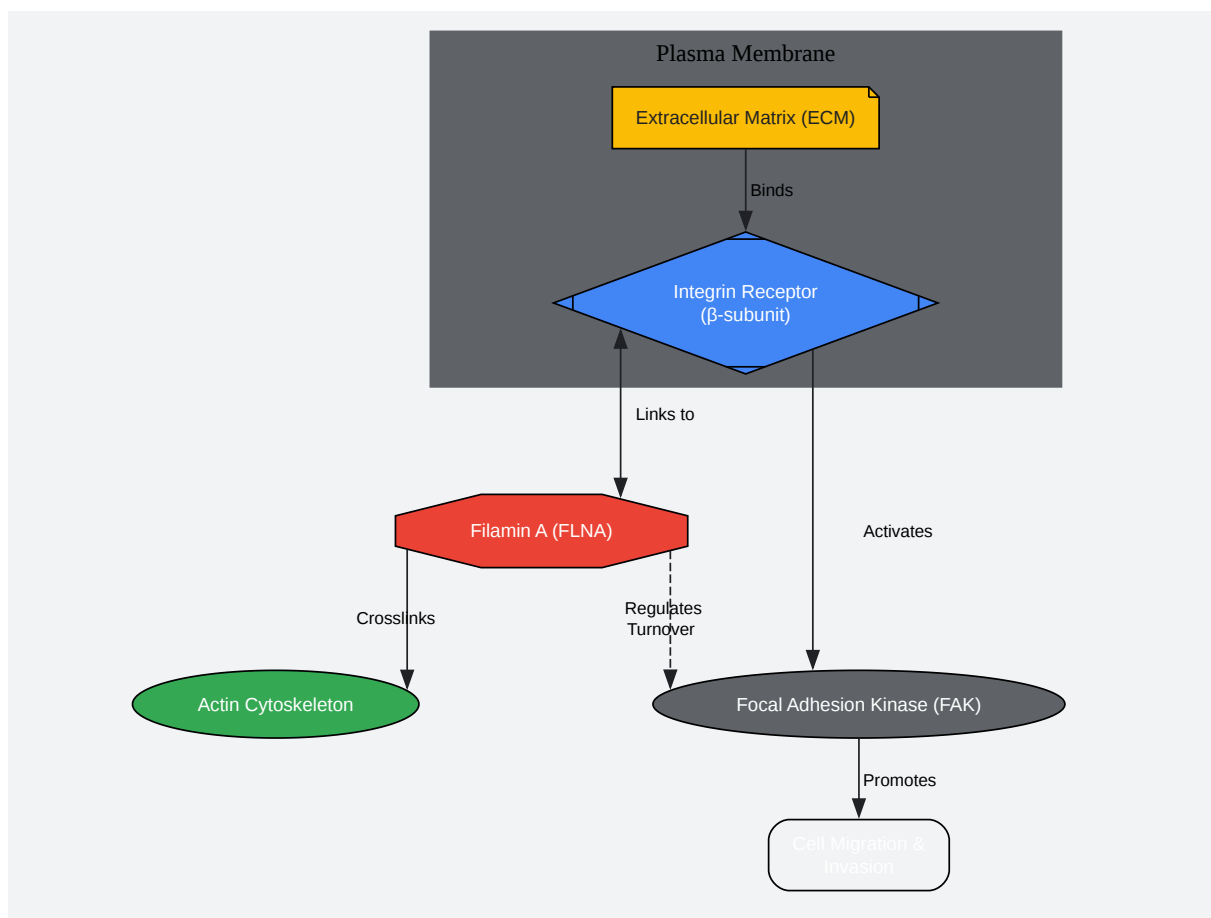 Plasma Membrane
Extracellular Matrix (ECM)
Binds
Integrin Receptor
(β-subunit)
Links to
Filamin A (FLNA)
Activates
Crosslinks
Regulates
Turnover
Actin Cytoskeleton
Focal Adhesion Kinase (FAK)
Promotes
Cell Migration &
Invasion